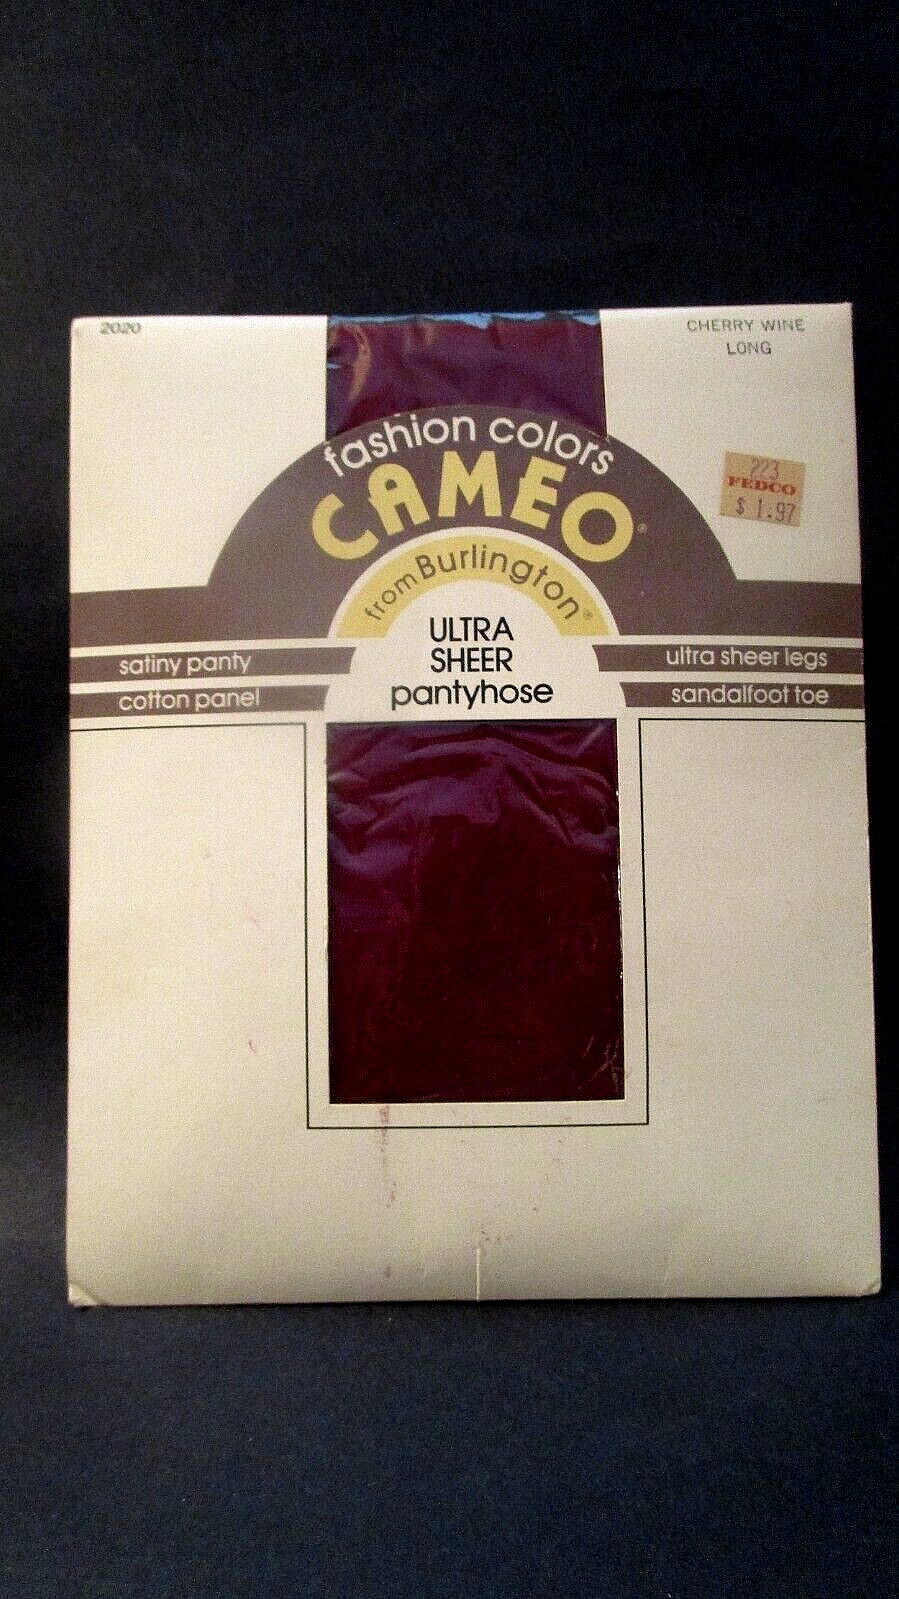 2020
CHERRY WINE
LONG
fashion colors
CAMEO®
from Burlington®
223
FEDCO
$ 1.97
ULTRA
SHEER
pantyhose
satiny panty
cotton panel
ultra sheer legs
sandalfoot toe